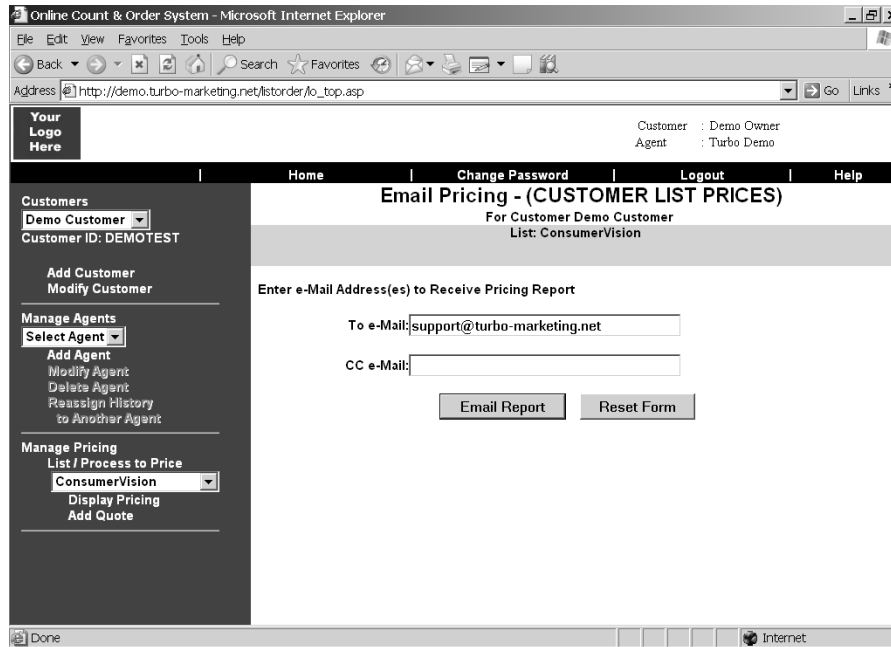 Online Count & Order System - Microsoft Internet Explorer
File Edit View Favorites Tools Help
Back Search Favorites
Address http://demo.turbo-marketing.net/listorder/lo_top.asp Go Links
Your
Logo
Here
Customer : Demo Owner
Agent : Turbo Demo
| Home | Change Password | Logout | Help
Customers
Demo Customer
Customer ID: DEMOTEST
Add Customer
Modify Customer
Manage Agents
Select Agent
Add Agent
Modify Agent
Delete Agent
Reassign History
to Another Agent
Manage Pricing
List / Process to Price
ConsumerVision
Display Pricing
Add Quote
Email Pricing - (CUSTOMER LIST PRICES)
For Customer Demo Customer
List: ConsumerVision
Enter e-Mail Address(es) to Receive Pricing Report
To e-Mail: support@turbo-marketing.net
CC e-Mail:
Email Report Reset Form
Done Internet